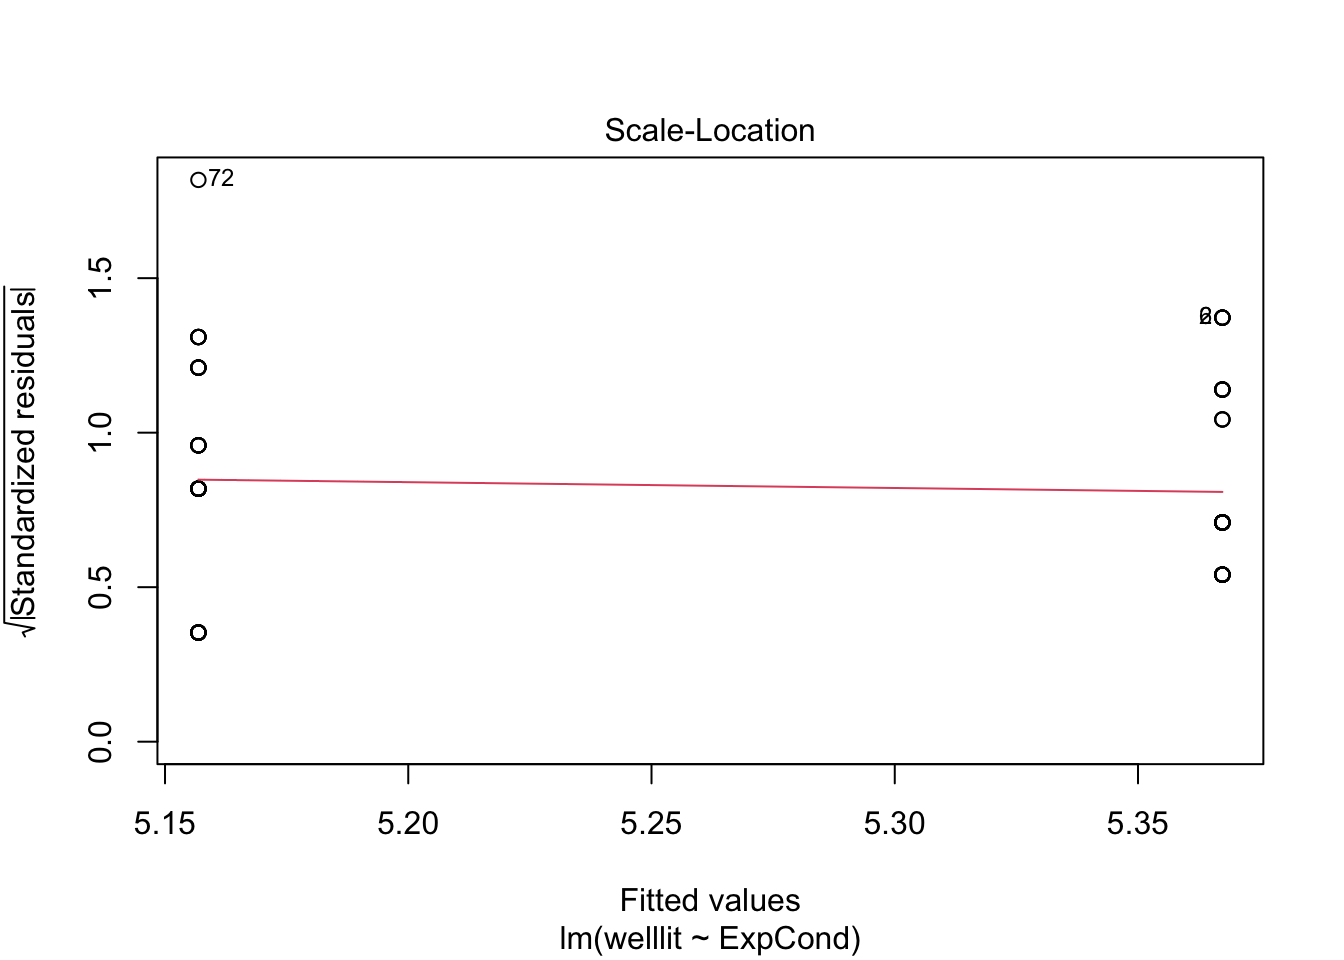 Scale-Location
√|Standardized residuals|
1.5
1.0
0.5
0.0
72
5.15 5.20 5.25 5.30 5.35
Fitted values
lm(welllit ~ ExpCond)